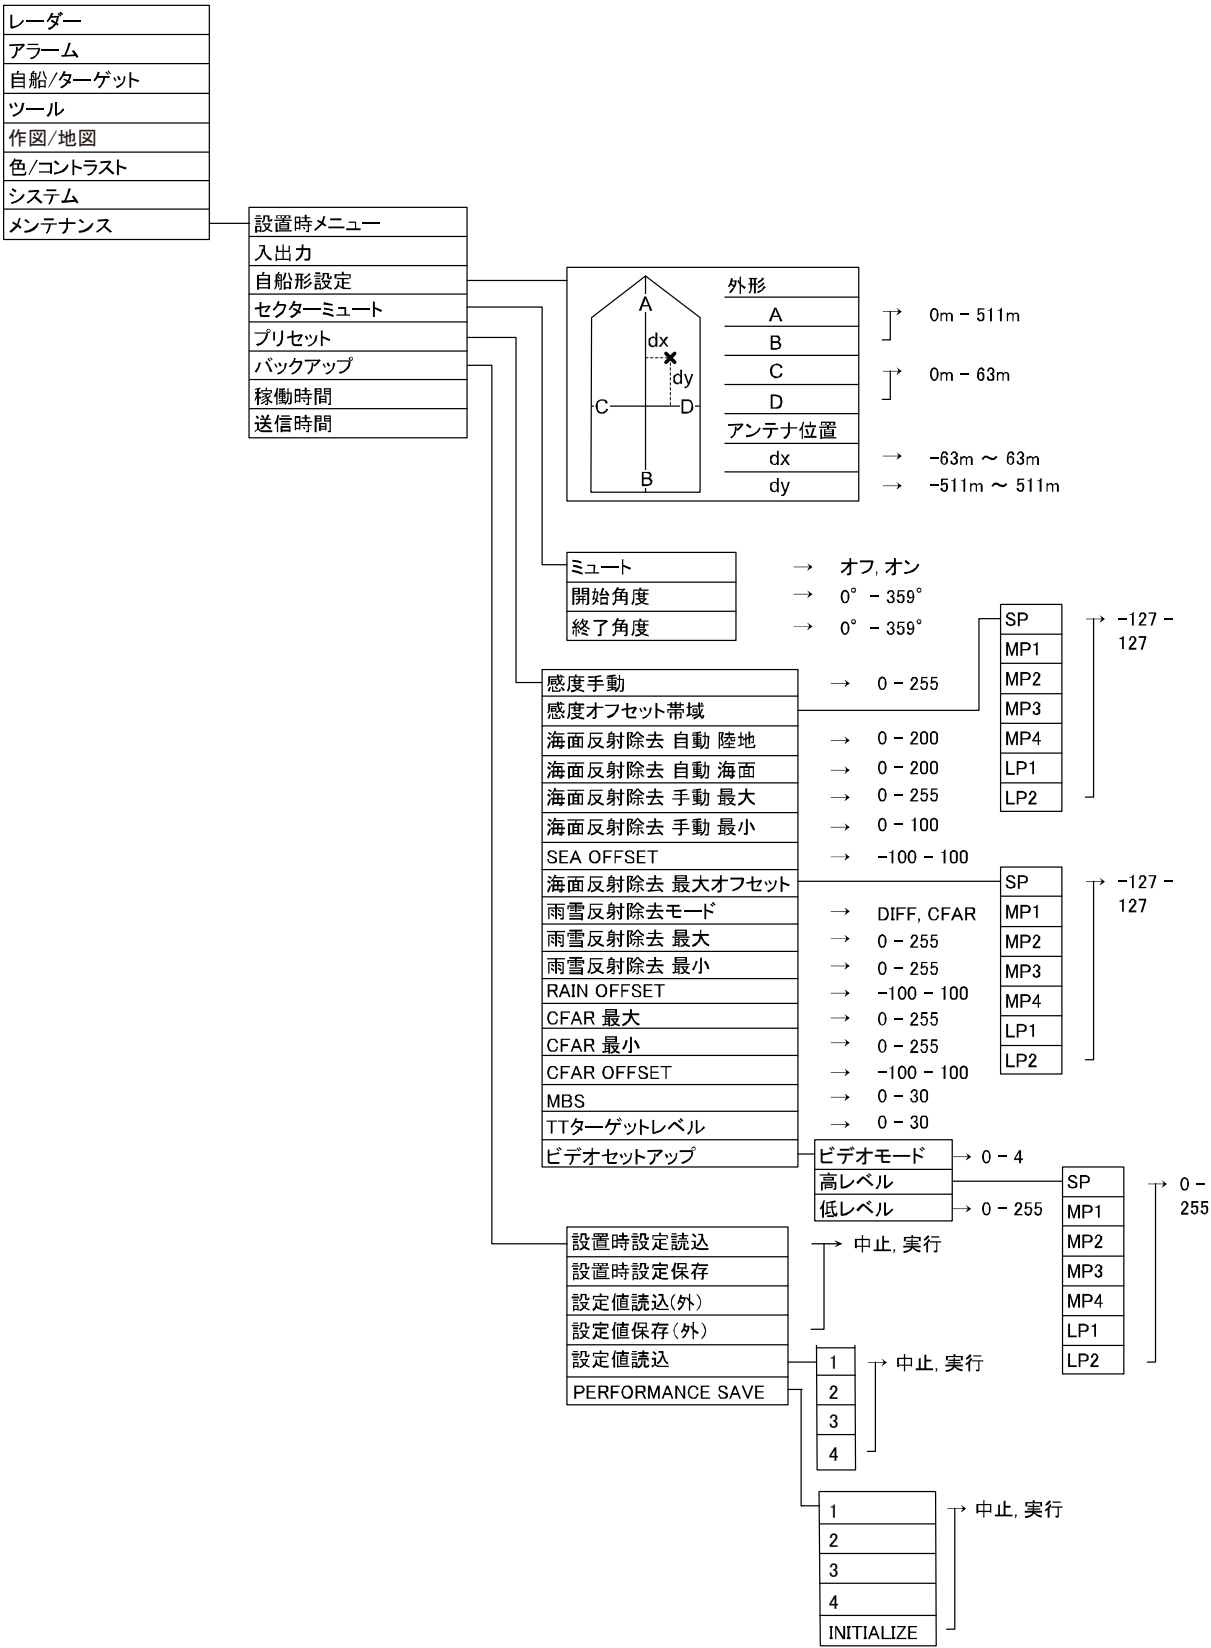 レーダー
アラーム
自船/ターゲット
ツール
作図/地図
色/コントラスト
システム
メンテナンス
設置時メニュー
入出力
自船形設定
セクターミュート
プリセット
バックアップ
稼働時間
送信時間
A
dx
dy
C
D
B
外形
A
B
→ 0m - 511m
C
D
→ 0m - 63m
アンテナ位置
dx → -63m ～ 63m
dy → -511m ～ 511m
ミュート → オフ, オン
開始角度 → 0° - 359°
終了角度 → 0° - 359°
感度手動 → 0 - 255
感度オフセット帯域
海面反射除去 自動 陸地 → 0 - 200
海面反射除去 自動 海面 → 0 - 200
海面反射除去 手動 最大 → 0 - 255
海面反射除去 手動 最小 → 0 - 100
SEA OFFSET → -100 - 100
海面反射除去 最大オフセット
雨雪反射除去モード → DIFF, CFAR
雨雪反射除去 最大 → 0 - 255
雨雪反射除去 最小 → 0 - 255
RAIN OFFSET → -100 - 100
CFAR 最大 → 0 - 255
CFAR 最小 → 0 - 255
CFAR OFFSET → -100 - 100
MBS → 0 - 30
TTターゲットレベル → 0 - 30
ビデオセットアップ
SP
MP1
MP2
MP3
MP4
LP1
LP2
→ -127 -
127
SP
MP1
MP2
MP3
MP4
LP1
LP2
→ -127 -
127
ビデオモード → 0 - 4
高レベル
低レベル → 0 - 255
SP
MP1
MP2
MP3
MP4
LP1
LP2
→ 0 -
255
設置時設定読込
設置時設定保存
設定値読込(外)
設定値保存(外)
設定値読込
PERFORMANCE SAVE
→ 中止, 実行
1
2
3
4
→ 中止, 実行
1
2
3
4
INITIALIZE
→ 中止, 実行